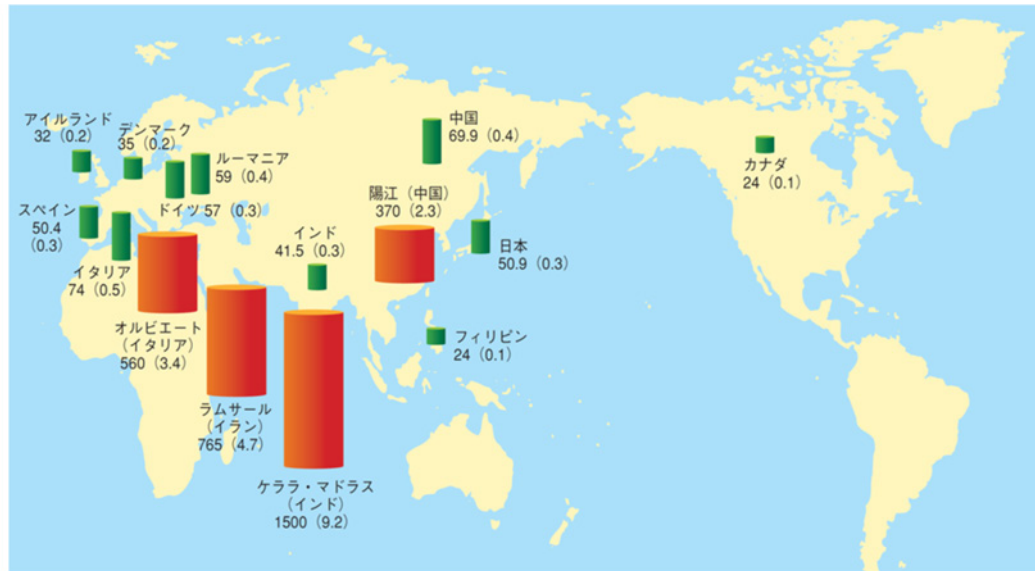 アイルランド
32（0.2）
デンマーク
35（0.2）
ルーマニア
59（0.4）
ドイツ 57（0.3）
スペイン
50.4
（0.3）
イタリア
74（0.5）
オルビエート
（イタリア）
560（3.4）
ラムサール
（イラン）
765（4.7）
インド
41.5（0.3）
ケララ・マドラス
（インド）
1500（9.2）
中国
69.9（0.4）
陽江（中国）
370（2.3）
日本
50.9（0.3）
フィリピン
24（0.1）
カナダ
24（0.1）